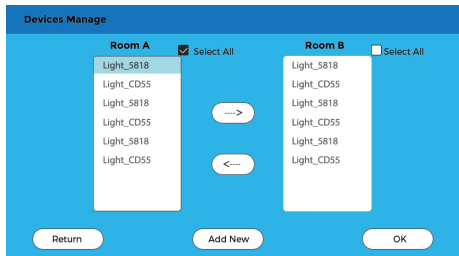 Devices Manage
Room A
Select All
Room B
Select All
Light_5818
Light_CD55
Light_5818
Light_CD55
Light_5818
Light_CD55
---->
<----
Light_5818
Light_CD55
Light_5818
Light_CD55
Light_5818
Light_CD55
Return
Add New
OK